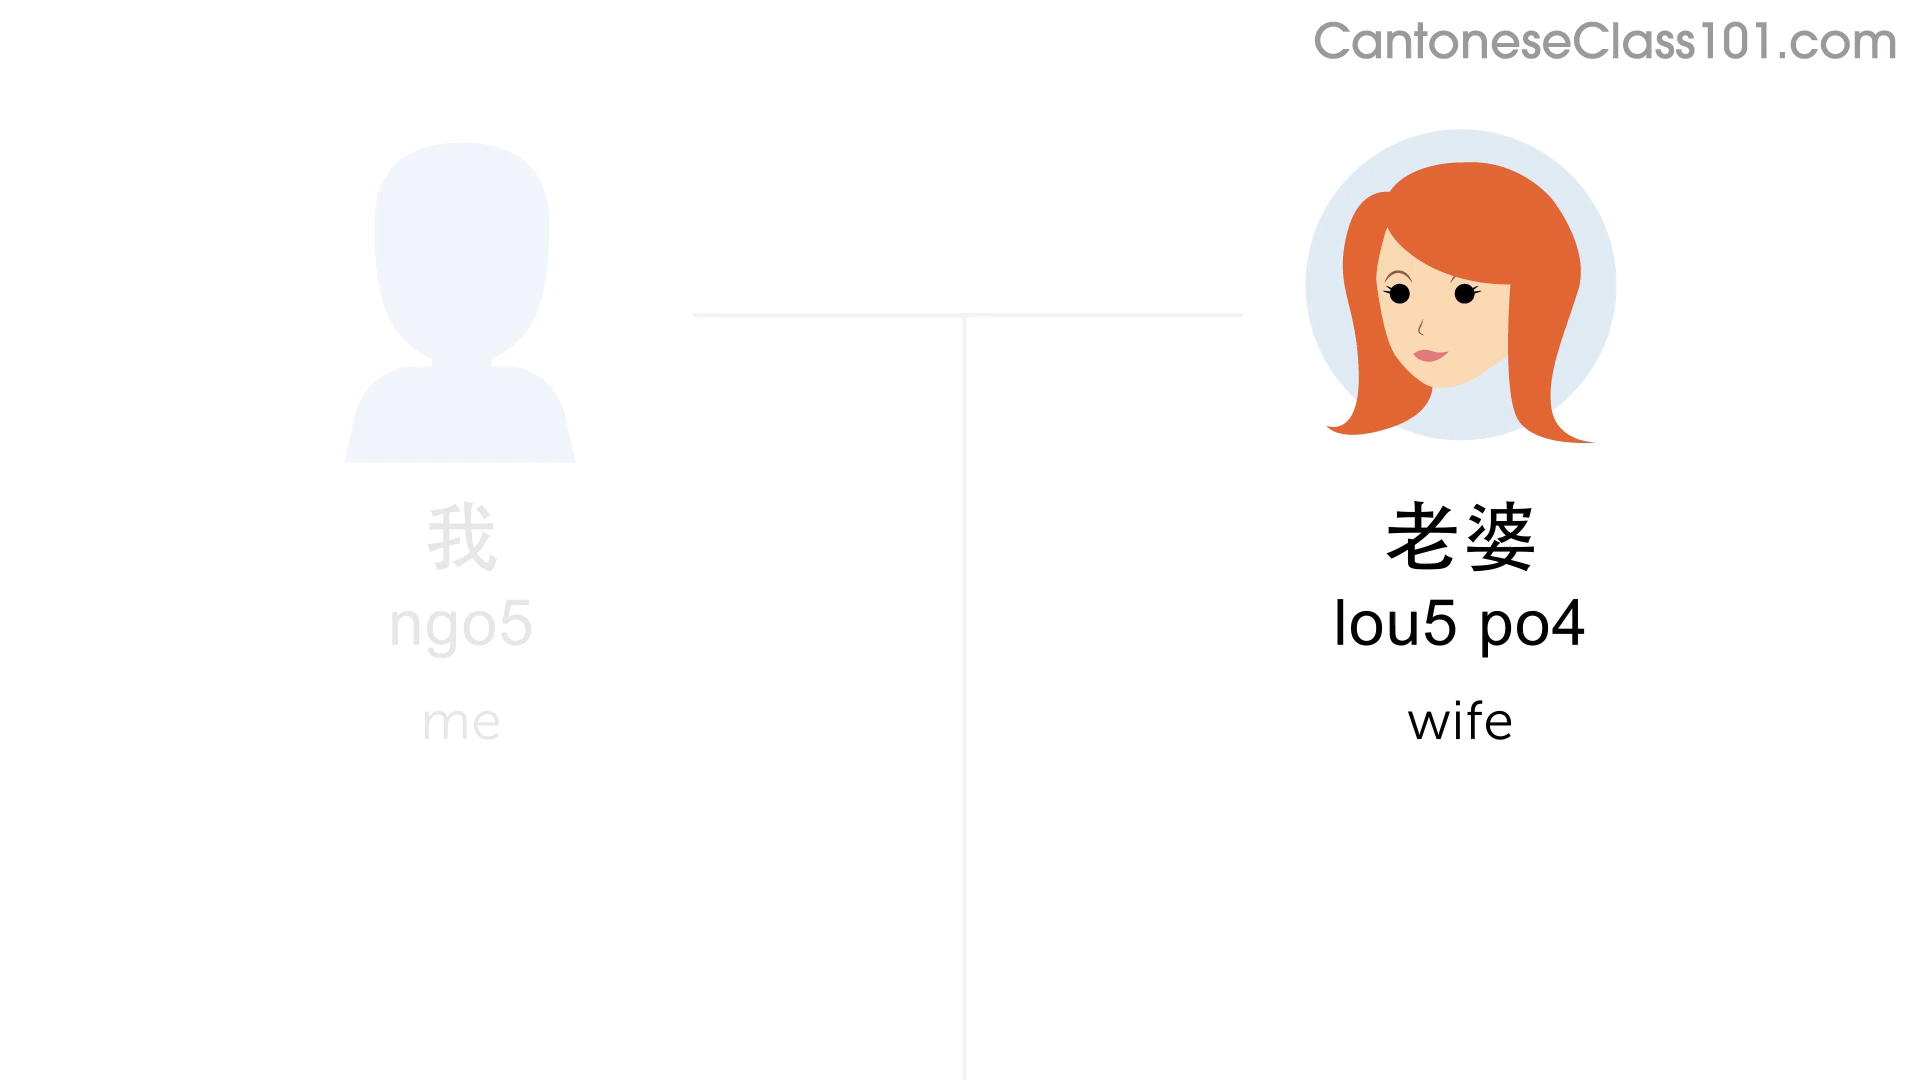 CantoneseClass101.com
我
ngo5
me
老婆
lou5 po4
wife